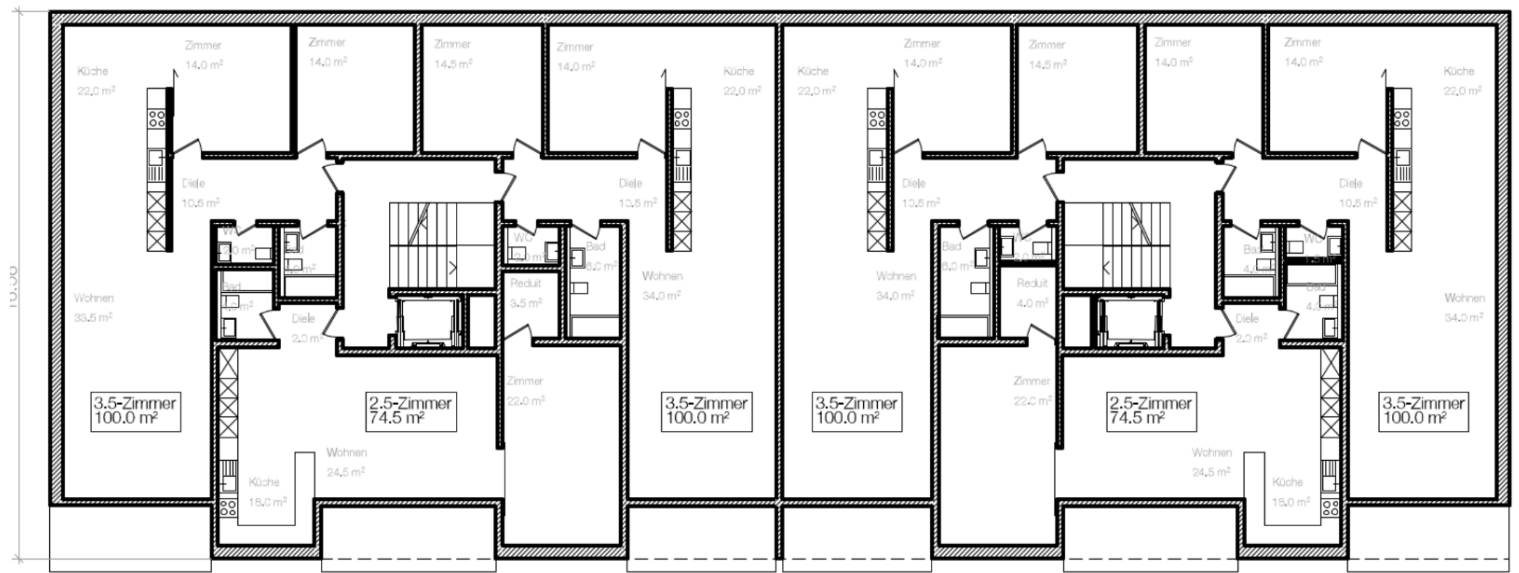 Zimmer
14.0 m²
Zimmer
14.0 m²
Zimmer
14.5 m²
Zimmer
14.0 m²
Zimmer
14.0 m²
Zimmer
14.5 m²
Zimmer
14.0 m²
Zimmer
14.0 m²
Küche
22.0 m²
Küche
22.0 m²
Küche
22.0 m²
Küche
22.0 m²
Diele
10.5 m²
Diele
10.5 m²
Diele
10.5 m²
Diele
10.5 m²
WC
Bad
WC
Bad
6.0 m²
Bad
6.0 m²
Bad
WC
Bad
Reduit
3.5 m²
Reduit
4.0 m²
Bad
Wohnen
33.5 m²
Diele
2.0 m²
Wohnen
34.0 m²
Wohnen
34.0 m²
Diele
2.0 m²
Wohnen
34.0 m²
Zimmer
22.0 m²
Zimmer
22.0 m²
3.5-Zimmer
100.0 m²
2.5-Zimmer
74.5 m²
3.5-Zimmer
100.0 m²
3.5-Zimmer
100.0 m²
2.5-Zimmer
74.5 m²
3.5-Zimmer
100.0 m²
Wohnen
24.5 m²
Wohnen
24.5 m²
Küche
18.0 m²
Küche
18.0 m²